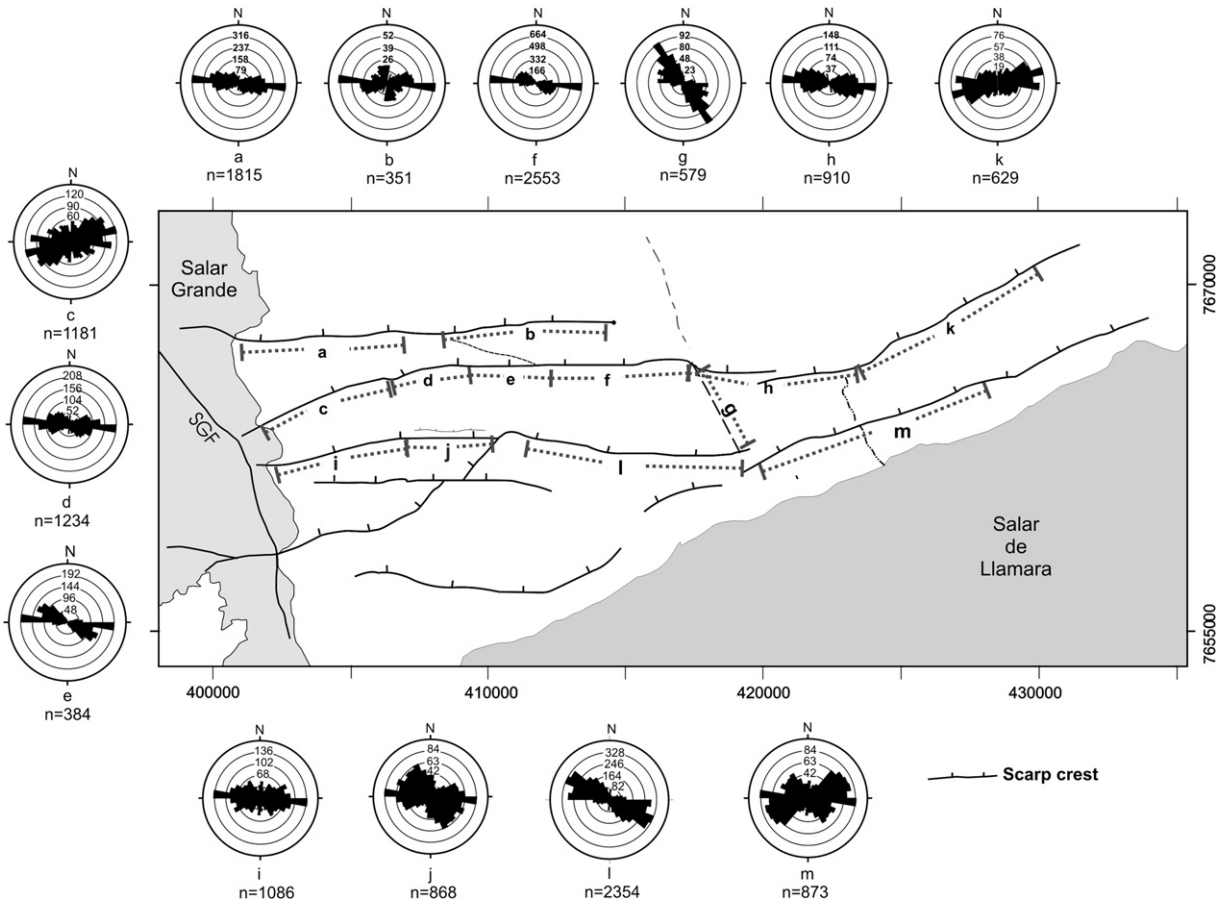 N
316
237
158
79
a
n=1815
N
52
39
26
b
n=351
N
664
498
332
166
f
n=2553
N
92
80
48
23
g
n=579
N
148
111
74
37
h
n=910
N
76
57
38
19
k
n=629
N
120
90
60
c
n=1181
N
208
156
104
52
d
n=1234
N
192
144
96
48
e
n=384
Salar
Grande
SGF
a
b
c
d
e
f
g
h
i
j
k
l
m
Salar
de
Llamara
7670000
7655000
400000
410000
420000
430000
N
136
102
68
i
n=1086
N
84
63
42
j
n=868
N
328
246
164
82
l
n=2354
N
84
63
42
m
n=873
Scarp crest